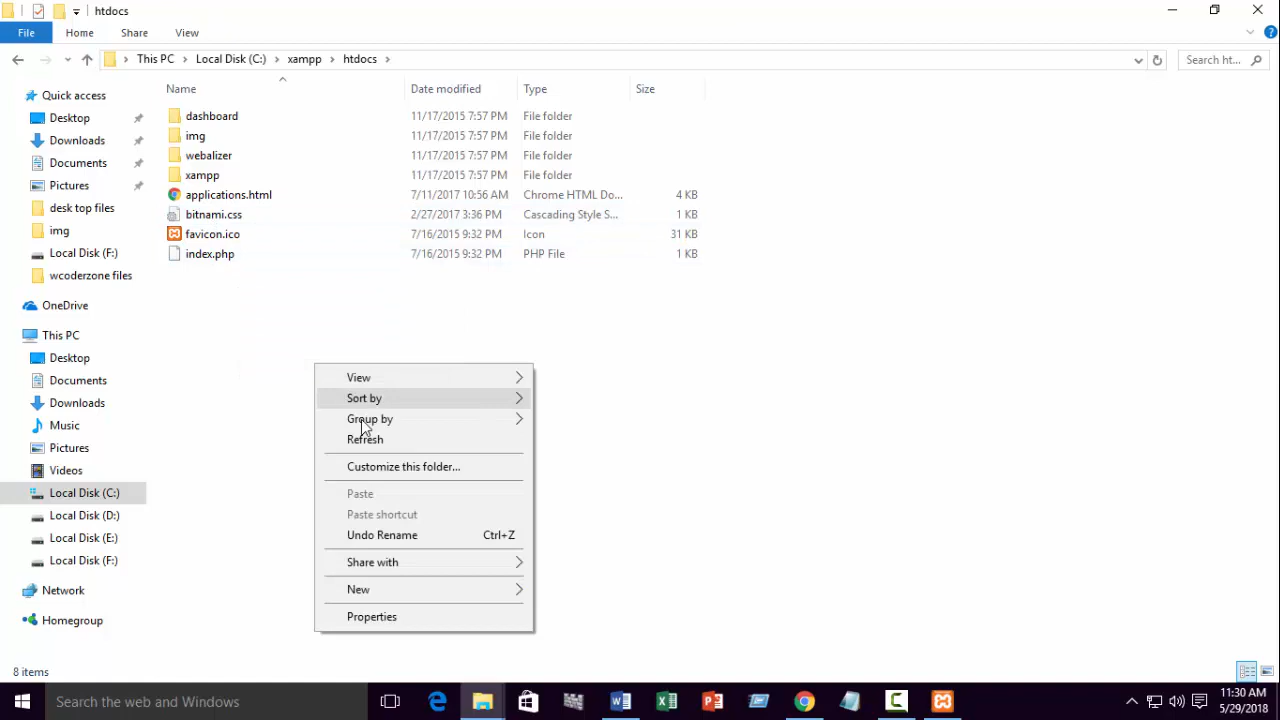 htdocs
File Home Share View
This PC Local Disk (C:) xampp htdocs Search ht...
Name Date modified Type Size
Quick access
Desktop
Downloads
Documents
Pictures
desk top files
img
Local Disk (F:)
wcoderzone files
OneDrive
This PC
Desktop
Documents
Downloads
Music
Pictures
Videos
Local Disk (C:)
Local Disk (D:)
Local Disk (E:)
Local Disk (F:)
Network
Homegroup
dashboard 11/17/2015 7:57 PM File folder
img 11/17/2015 7:57 PM File folder
webalizer 11/17/2015 7:57 PM File folder
xampp 11/17/2015 7:57 PM File folder
applications.html 7/11/2017 10:56 AM Chrome HTML Do... 4 KB
bitnami.css 2/27/2017 3:36 PM Cascading Style S... 1 KB
favicon.ico 7/16/2015 9:32 PM Icon 31 KB
index.php 7/16/2015 9:32 PM PHP File 1 KB
View
Sort by
Group by
Refresh
Customize this folder...
Paste
Paste shortcut
Undo Rename Ctrl+Z
Share with
New
Properties
8 items
Search the web and Windows
11:30 AM
5/29/2018